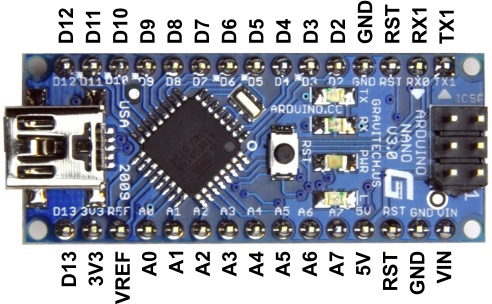 D12 D11 D10 D9 D8 D7 D6 D5 D4 D3 D2 GND RST RX1 TX1
D12 D11 D10 D9 D8 D7 D6 D5 D4 D3 D2 GND RST RX0 TX1
USA
2009
ARDUINO.CC
RST
TX
RX
PWR
L
GRAVITECH.US
ARDUINO
NANO
V3.0
ICSP
1
D13 3V3 REF A0 A1 A2 A3 A4 A5 A6 A7 5V RST GND VIN
D13 3V3 VREF A0 A1 A2 A3 A4 A5 A6 A7 5V RST GND VIN